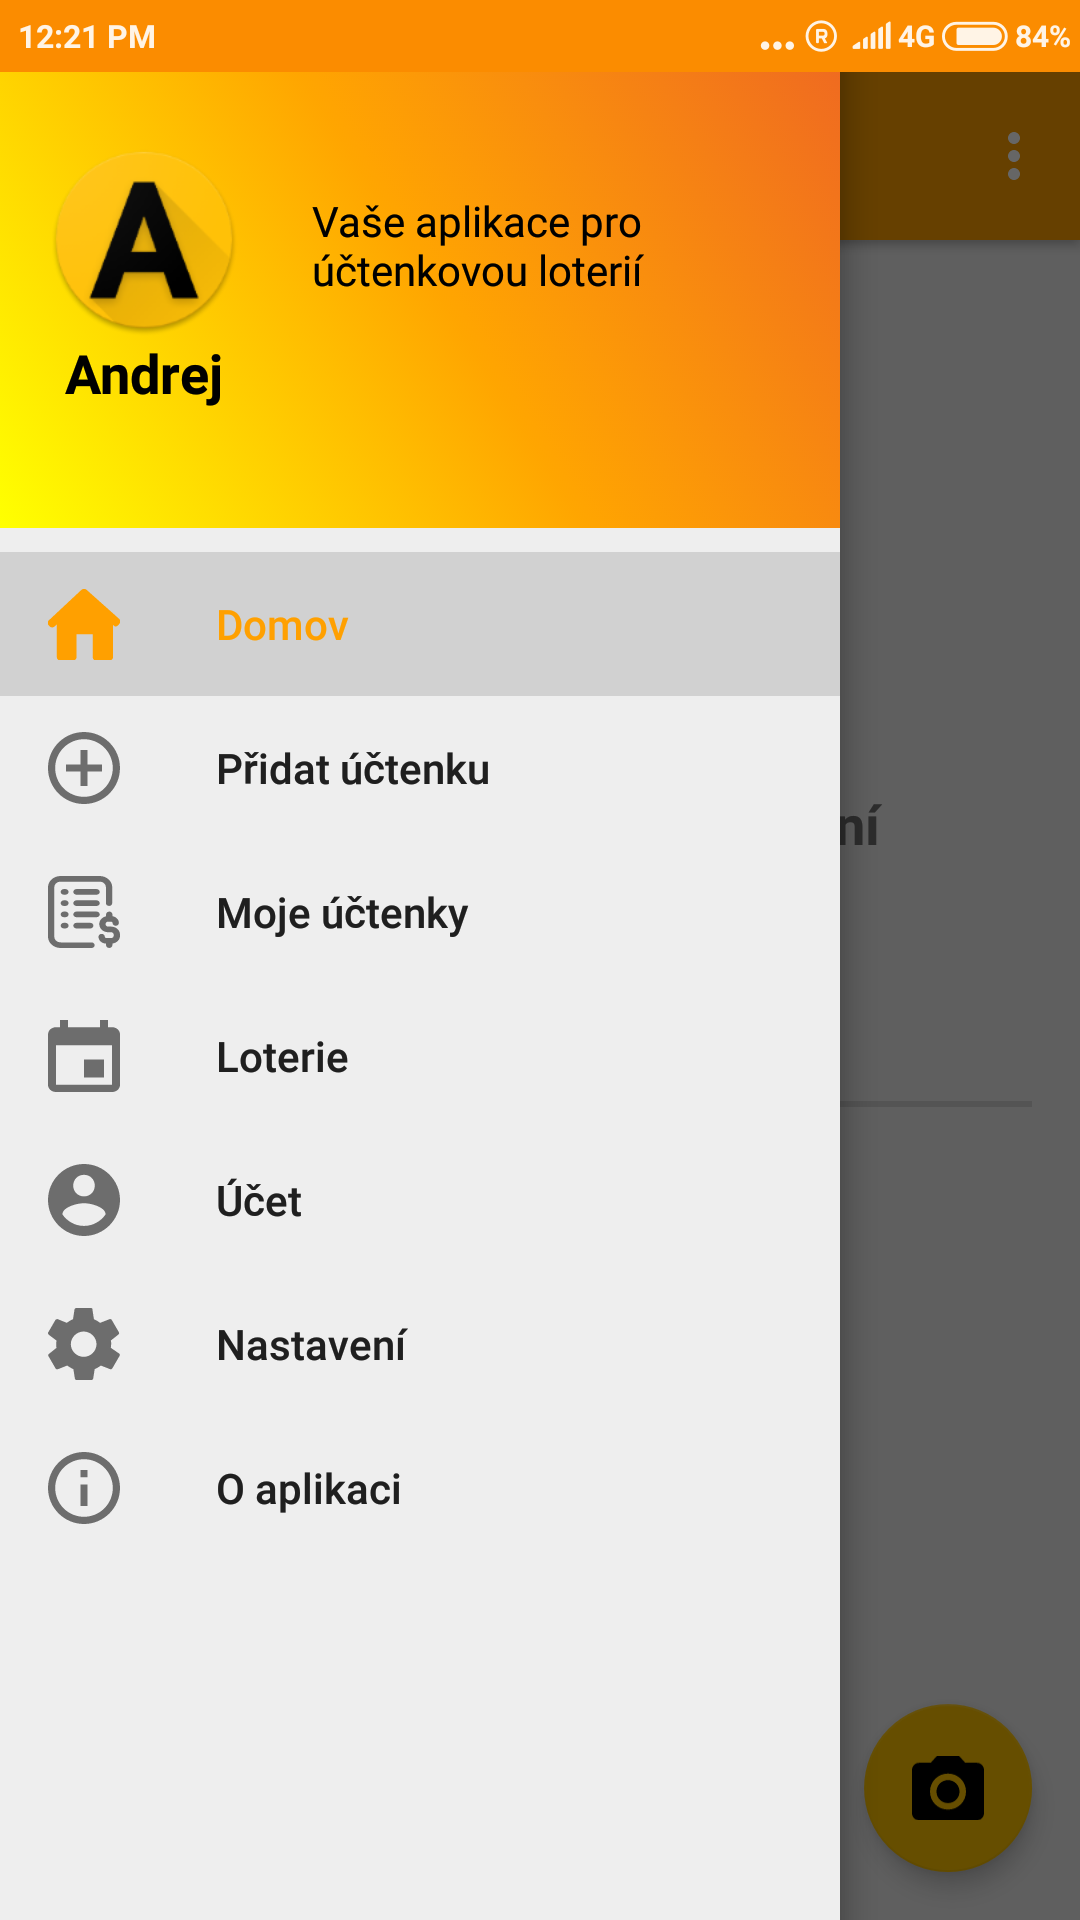 12:21 PM ... ® 4G 84%
A
Vaše aplikace pro
účtenkovou loterií
Andrej
Domov
Přidat účtenku
ní
Moje účtenky
Loterie
Účet
Nastavení
O aplikaci